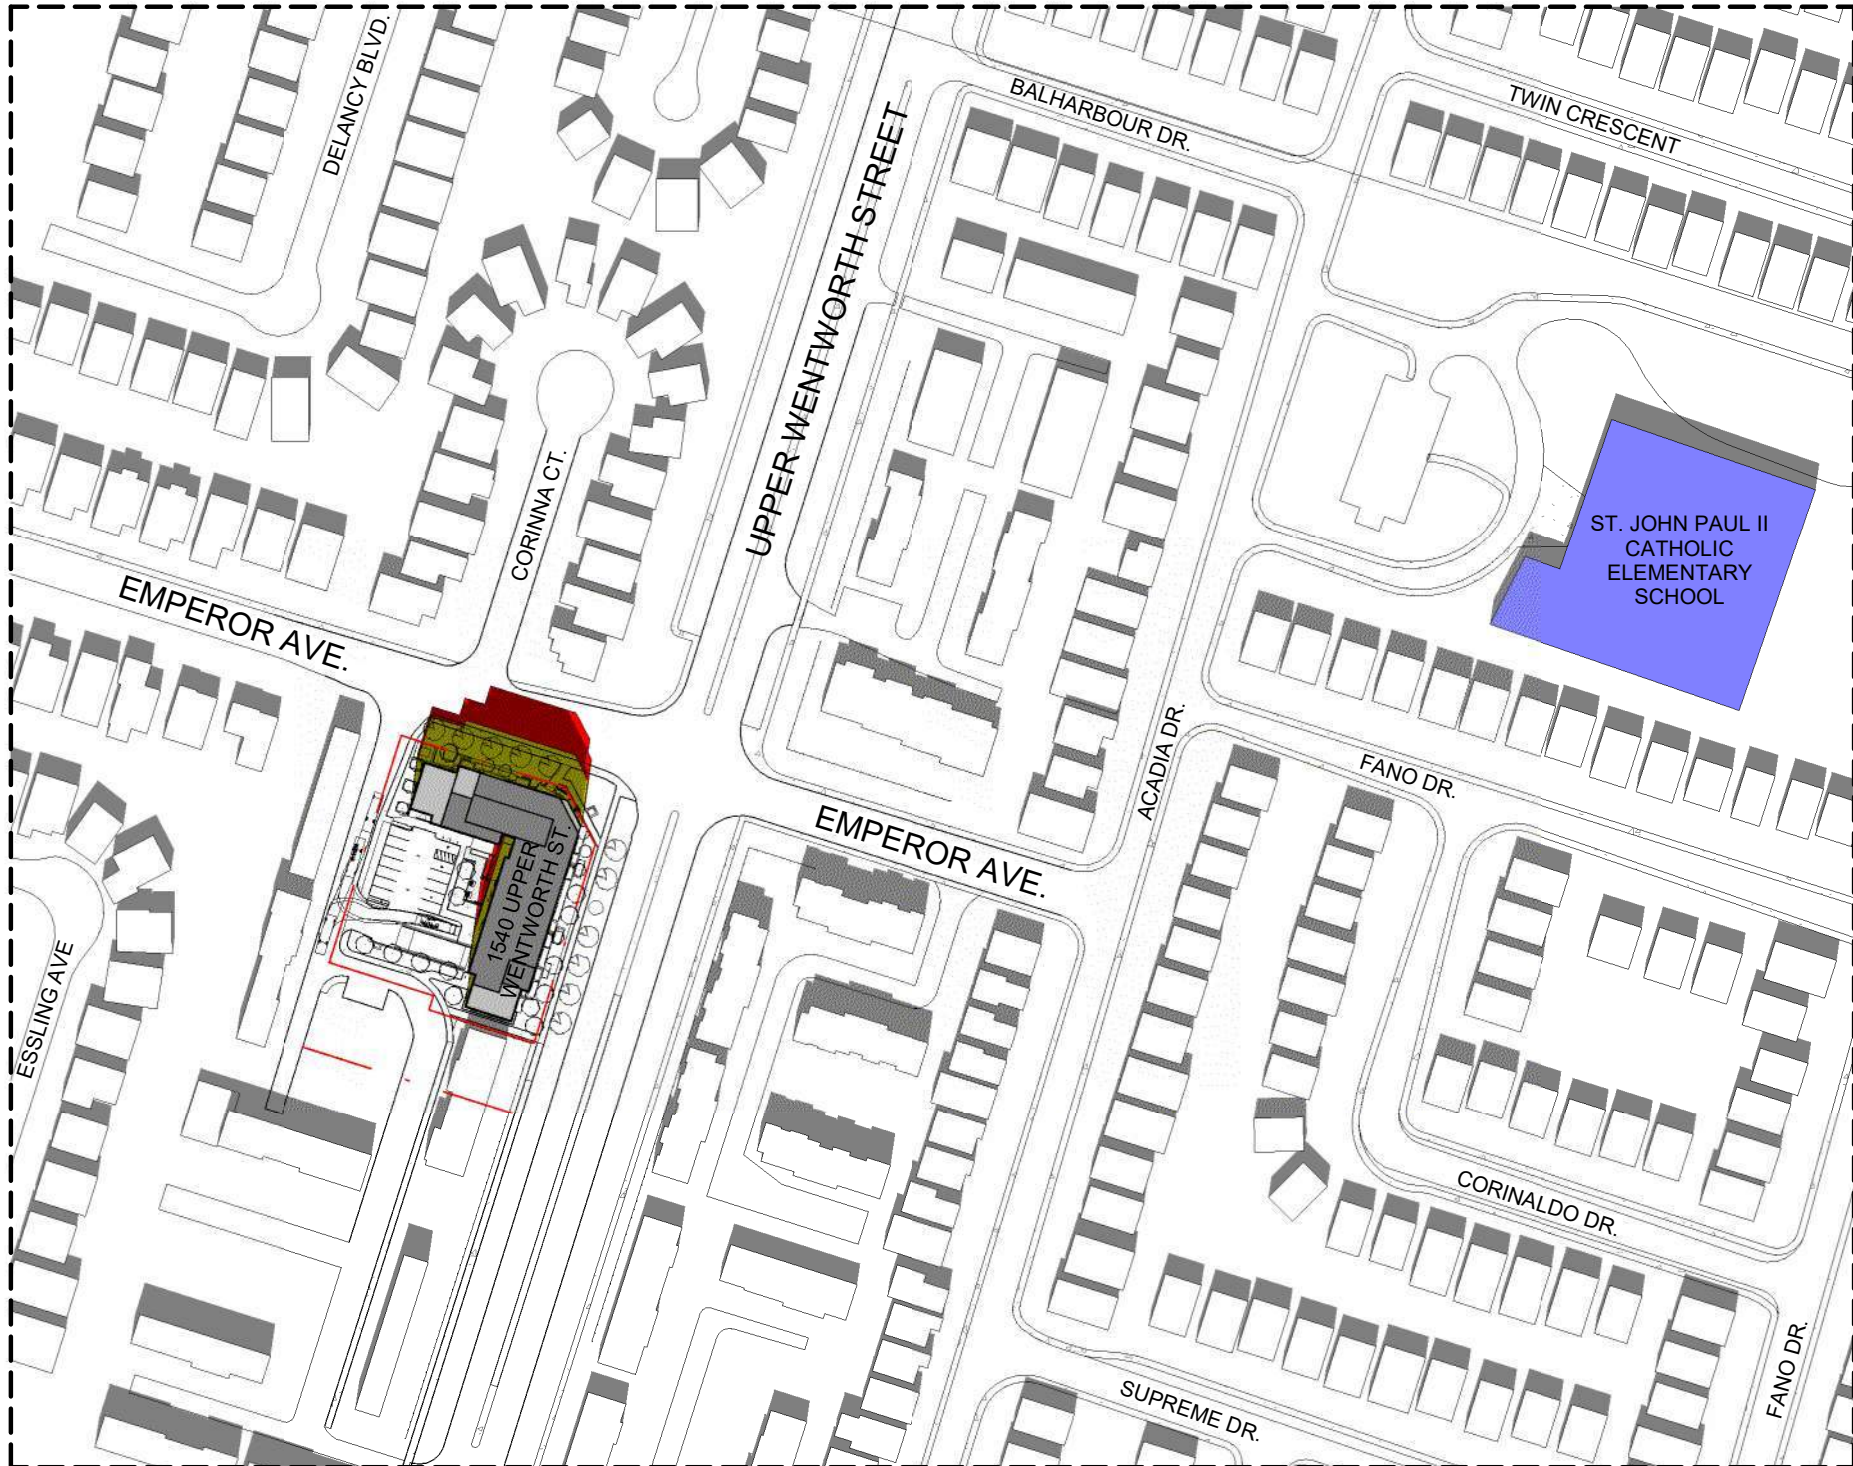 DELANCY BLVD.
BALHARBOUR DR.
TWIN CRESCENT
UPPER WENTWORTH STREET
CORINNA CT.
ST. JOHN PAUL II
CATHOLIC
ELEMENTARY
SCHOOL
EMPEROR AVE.
ACADIA DR.
FANO DR.
EMPEROR AVE.
1540 UPPER
WENTWORTH ST.
ESSLING AVE
CORINALDO DR.
SUPREME DR.
FANO DR.